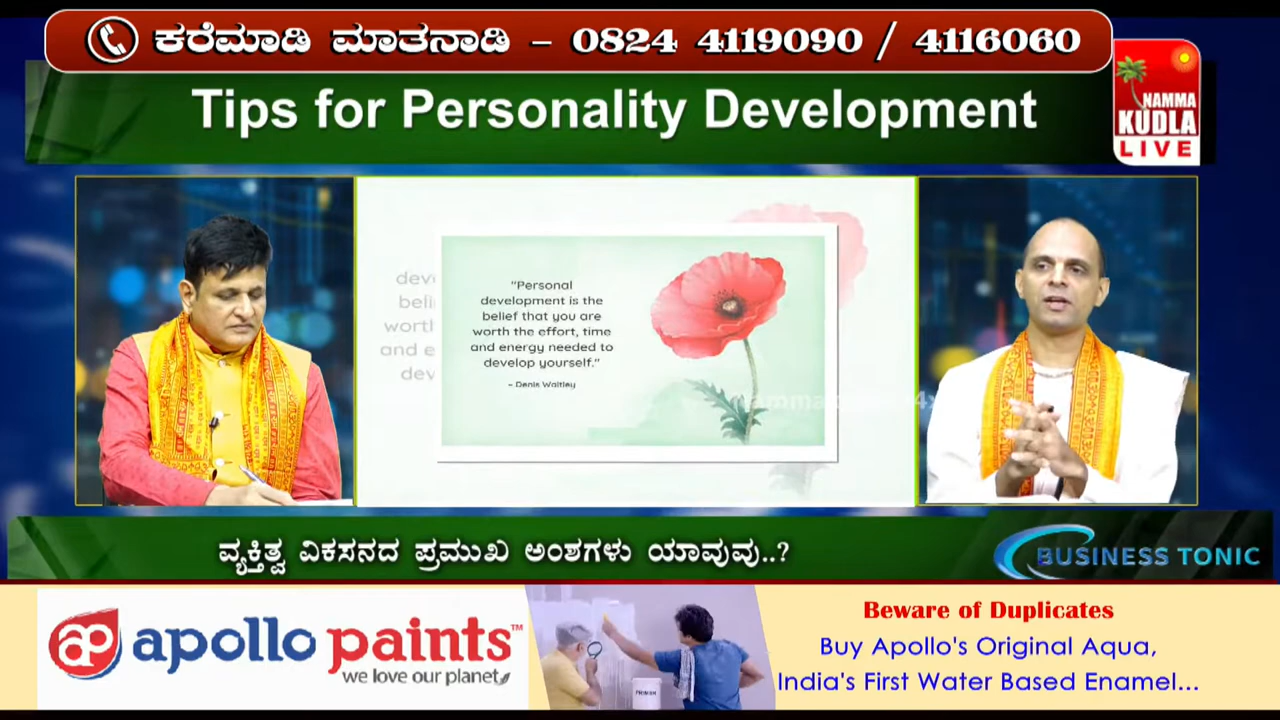 ಕರೆಮಾಡಿ ಮಾತನಾಡಿ – 0824 4119090 / 4116060
Tips for Personality Development
NAMMA
KUDLA
LIVE
"Personal
development is the
belief that you are
worth the effort, time
and energy needed to
develop yourself."
– Denis Waitley
ವ್ಯಕ್ತಿತ್ವ ವಿಕಸನದ ಪ್ರಮುಖ ಅಂಶಗಳು ಯಾವುವು..?
BUSINESS TONIC
ap apollo paints™
we love our planet
Beware of Duplicates
Buy Apollo's Original Aqua,
India's First Water Based Enamel...